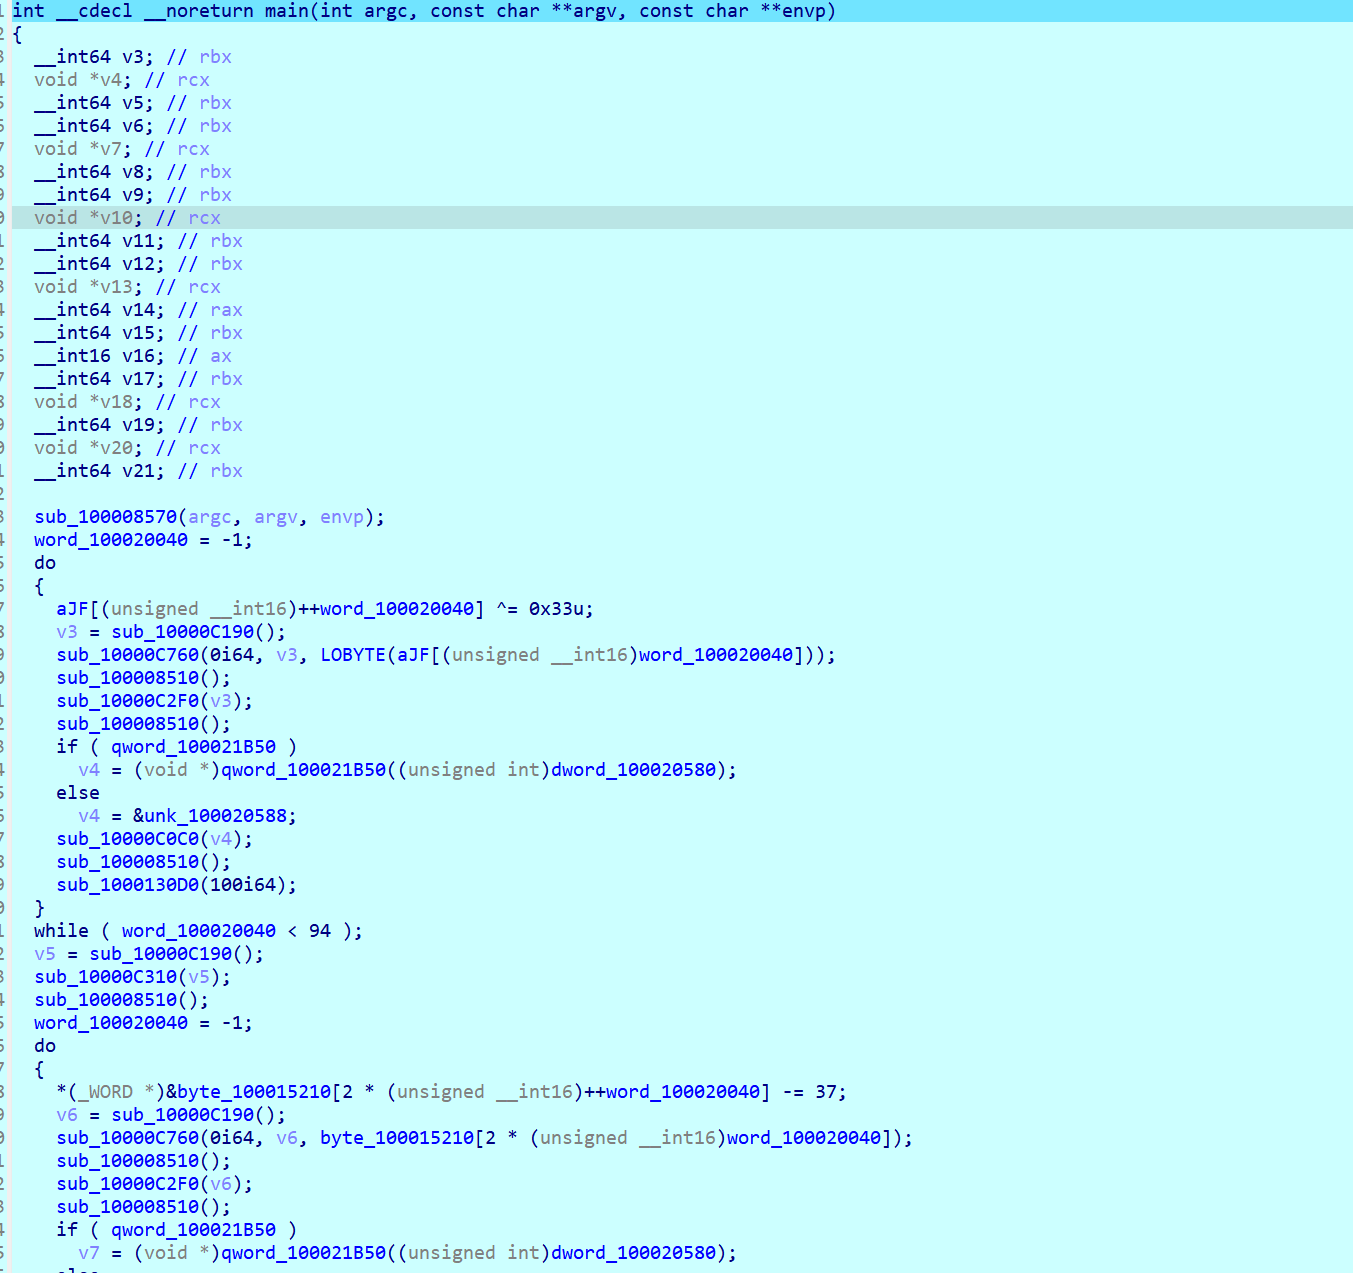 int __cdecl __noreturn main(int argc, const char **argv, const char **envp)
{
  __int64 v3; // rbx
  void *v4; // rcx
  __int64 v5; // rbx
  __int64 v6; // rbx
  void *v7; // rcx
  __int64 v8; // rbx
  __int64 v9; // rbx
  void *v10; // rcx
  __int64 v11; // rbx
  __int64 v12; // rbx
  void *v13; // rcx
  __int64 v14; // rax
  __int64 v15; // rbx
  __int16 v16; // ax
  __int64 v17; // rbx
  void *v18; // rcx
  __int64 v19; // rbx
  void *v20; // rcx
  __int64 v21; // rbx

  sub_100008570(argc, argv, envp);
  word_100020040 = -1;
  do
  {
    aJF[(unsigned __int16)++word_100020040] ^= 0x33u;
    v3 = sub_10000C190();
    sub_10000C760(0i64, v3, LOBYTE(aJF[(unsigned __int16)word_100020040]));
    sub_100008510();
    sub_10000C2F0(v3);
    sub_100008510();
    if ( qword_100021B50 )
      v4 = (void *)qword_100021B50((unsigned int)dword_100020580);
    else
      v4 = &unk_100020588;
    sub_10000C0C0(v4);
    sub_100008510();
    sub_1000130D0(100i64);
  }
  while ( word_100020040 < 94 );
  v5 = sub_10000C190();
  sub_10000C310(v5);
  sub_100008510();
  word_100020040 = -1;
  do
  {
    *(_WORD *)&byte_100015210[2 * (unsigned __int16)++word_100020040] -= 37;
    v6 = sub_10000C190();
    sub_10000C760(0i64, v6, byte_100015210[2 * (unsigned __int16)word_100020040]);
    sub_100008510();
    sub_10000C2F0(v6);
    sub_100008510();
    if ( qword_100021B50 )
      v7 = (void *)qword_100021B50((unsigned int)dword_100020580);